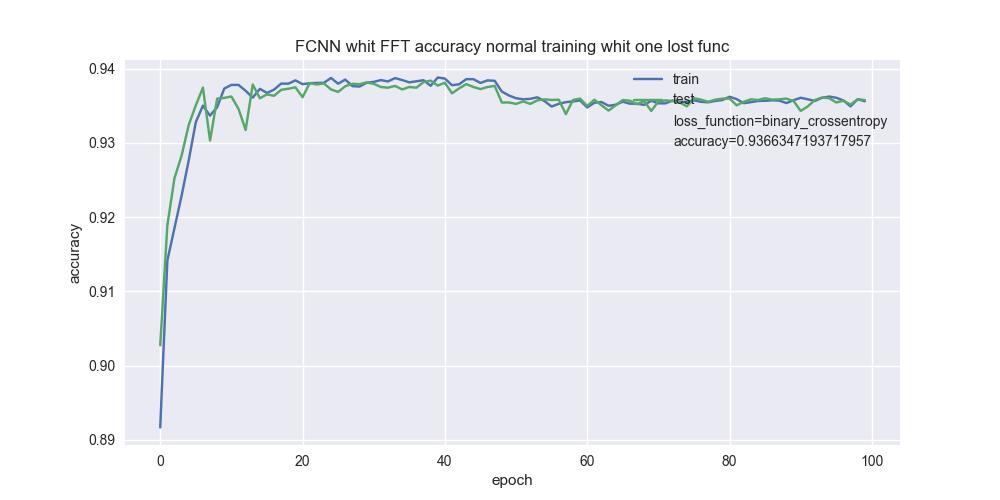 FCNN whit FFT accuracy normal training whit one lost func
train
test
loss_function=binary_crossentropy
accuracy=0.9366347193717957
accuracy
0.94
0.93
0.92
0.91
0.90
0.89
0 20 40 60 80 100
epoch